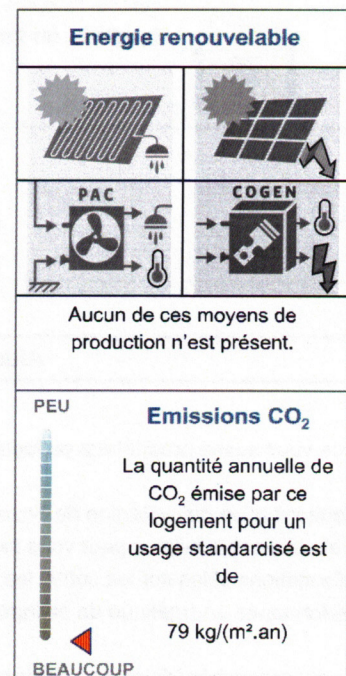 Energie renouvelable
PAC
COGEN
Aucun de ces moyens de
production n'est présent.
PEU
Emissions CO₂
La quantité annuelle de
CO₂ émise par ce
logement pour un
usage standardisé est
de
79 kg/(m².an)
BEAUCOUP